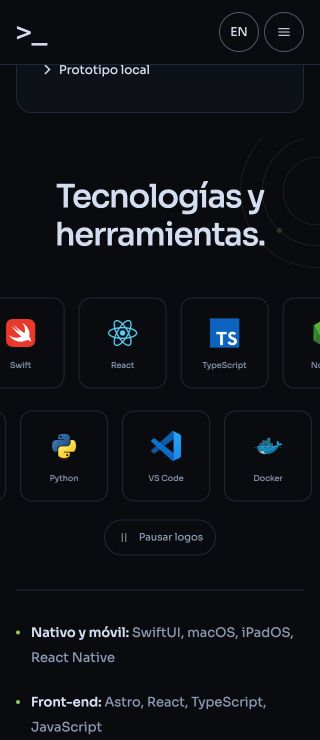 >_
EN
Prototipo local
Tecnologías y
herramientas.
Swift
React
TypeScript
TS
Python
VS Code
Docker
Pausar logos
Nativo y móvil: SwiftUI, macOS, iPadOS,
React Native
Front-end: Astro, React, TypeScript,
JavaScript